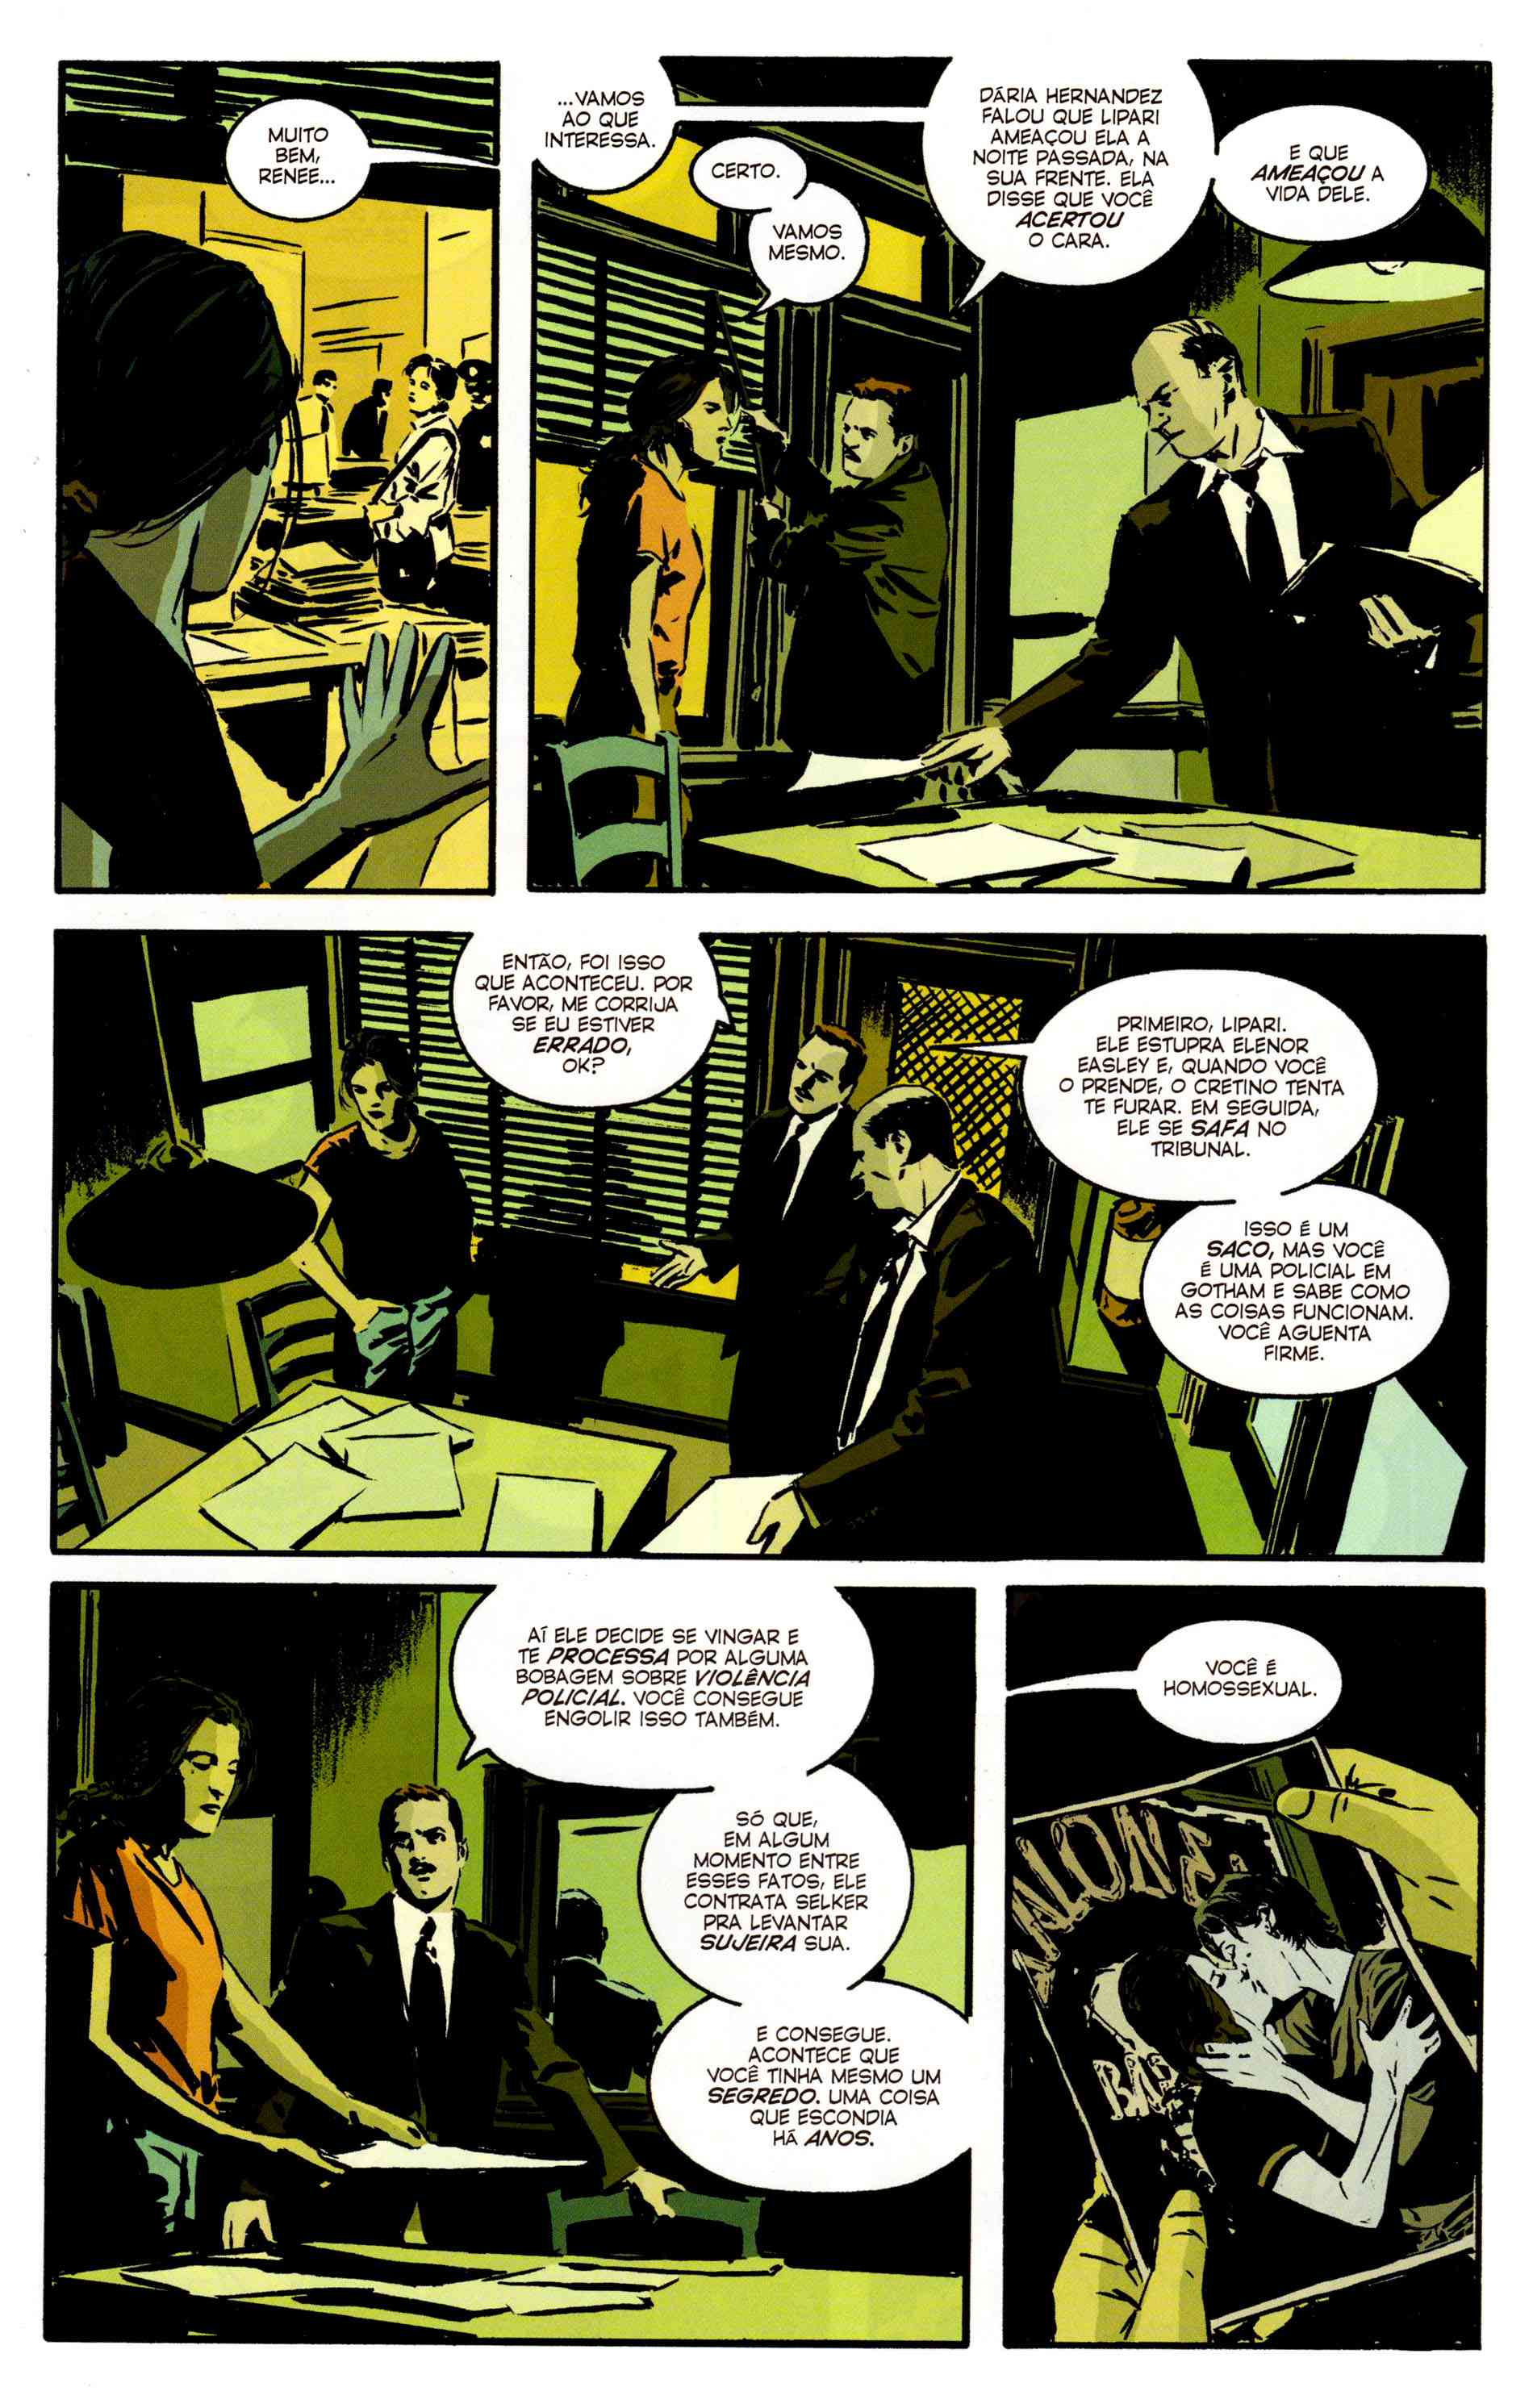 MUITO
BEM,
RENEE...
...VAMOS
AO QUE
INTERESSA.
CERTO.
VAMOS
MESMO.
DÁRIA HERNANDEZ
FALOU QUE LIPARI
AMEAÇOU ELA A
NOITE PASSADA, NA
SUA FRENTE. ELA
DISSE QUE VOCÊ
ACERTOU
O CARA.
E QUE
AMEAÇOU A
VIDA DELE.
ENTÃO, FOI ISSO
QUE ACONTECEU. POR
FAVOR, ME CORRIJA
SE EU ESTIVER
ERRADO,
OK?
PRIMEIRO, LIPARI.
ELE ESTUPRA ELENOR
EASLEY E, QUANDO VOCÊ
O PRENDE, O CRETINO TENTA
TE FURAR. EM SEGUIDA,
ELE SE SAFA NO
TRIBUNAL.
ISSO É UM
SACO, MAS VOCÊ
É UMA POLICIAL EM
GOTHAM E SABE COMO
AS COISAS FUNCIONAM.
VOCÊ AGUENTA
FIRME.
AÍ ELE DECIDE SE VINGAR E
TE PROCESSA POR ALGUMA
BOBAGEM SOBRE VIOLÊNCIA
POLICIAL. VOCÊ CONSEGUE
ENGOLIR ISSO TAMBÉM.
SÓ QUE,
EM ALGUM
MOMENTO ENTRE
ESSES FATOS, ELE
CONTRATA SELKER
PRA LEVANTAR
SUJEIRA SUA.
E CONSEGUE.
ACONTECE QUE
VOCÊ TINHA MESMO UM
SEGREDO. UMA COISA
QUE ESCONDIA
HÁ ANOS.
VOCÊ É
HOMOSSEXUAL.